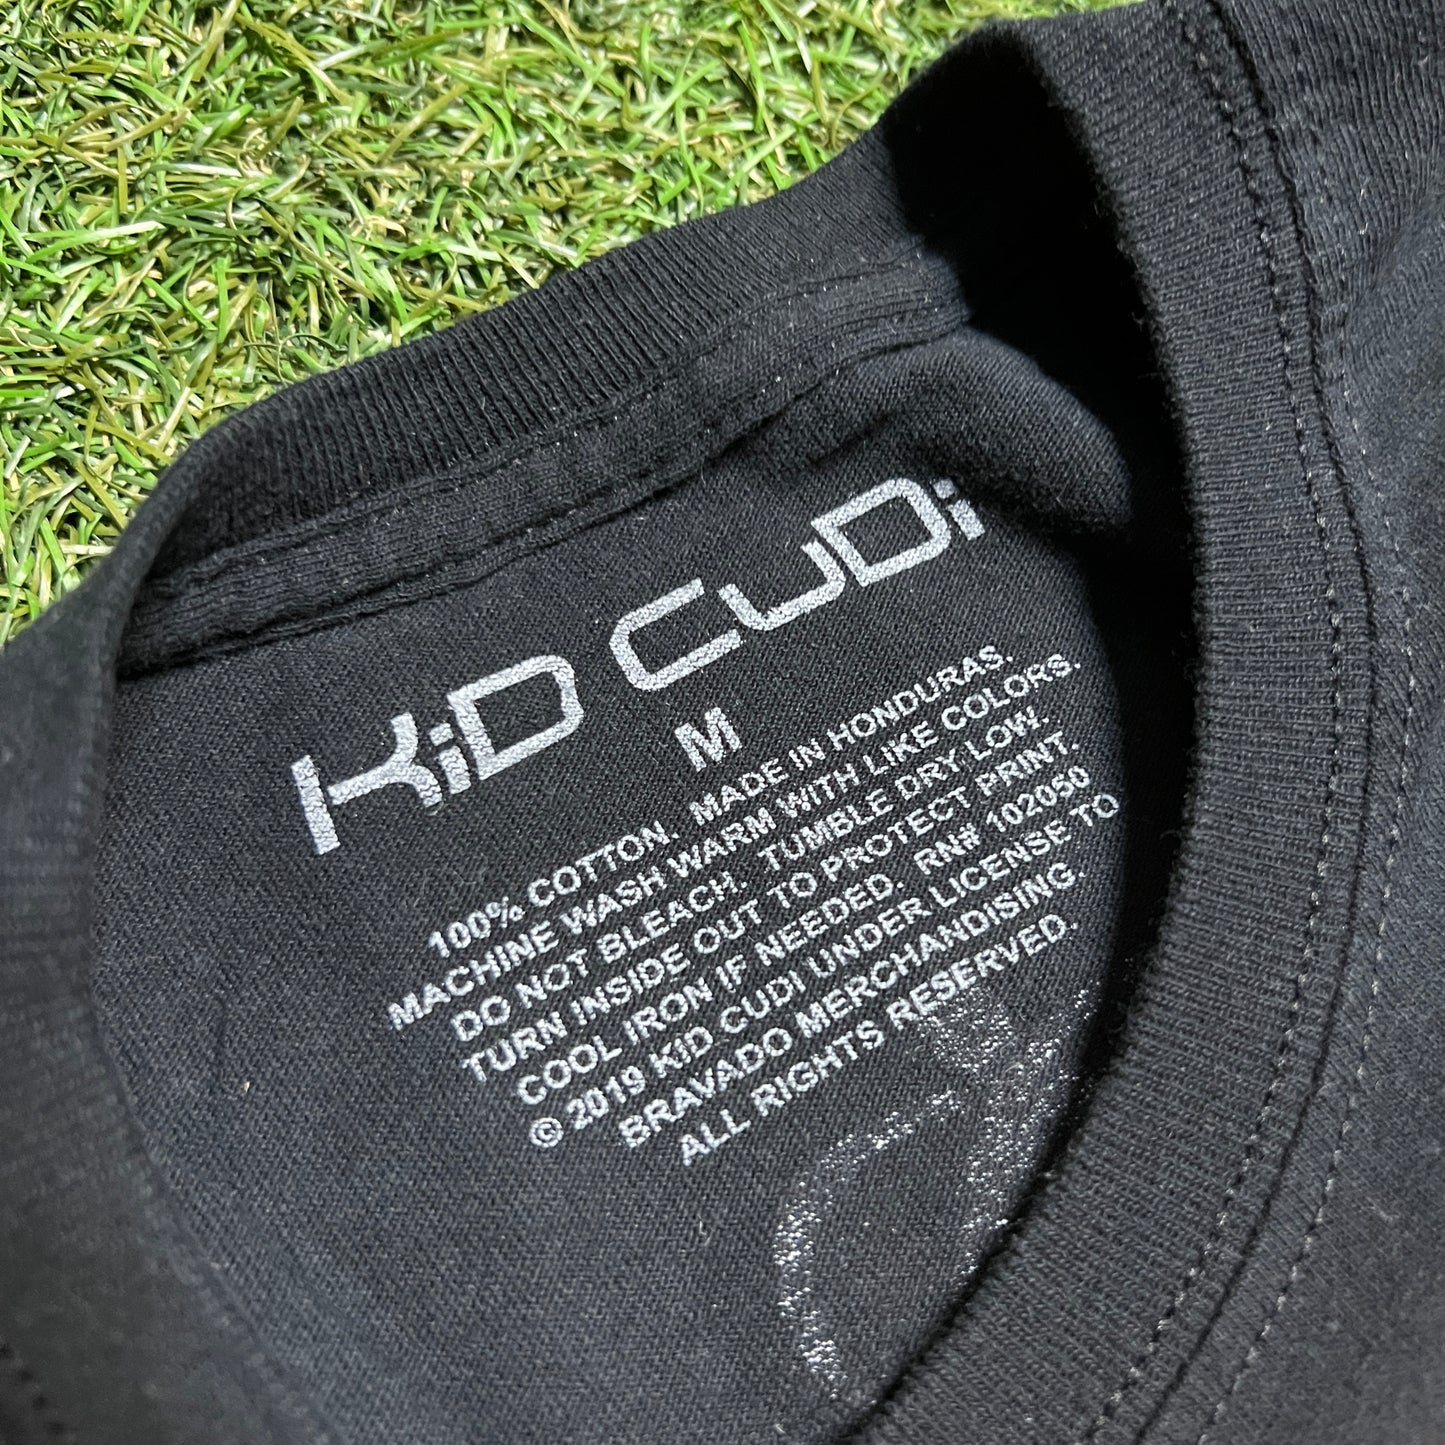 KiD CuDi
M
100% COTTON. MADE IN HONDURAS.
MACHINE WASH WARM WITH LIKE COLORS.
DO NOT BLEACH. TUMBLE DRY LOW.
TURN INSIDE OUT TO PROTECT PRINT.
COOL IRON IF NEEDED. RN# 102050
© 2019 KID CUDI UNDER LICENSE TO
BRAVADO MERCHANDISING.
ALL RIGHTS RESERVED.